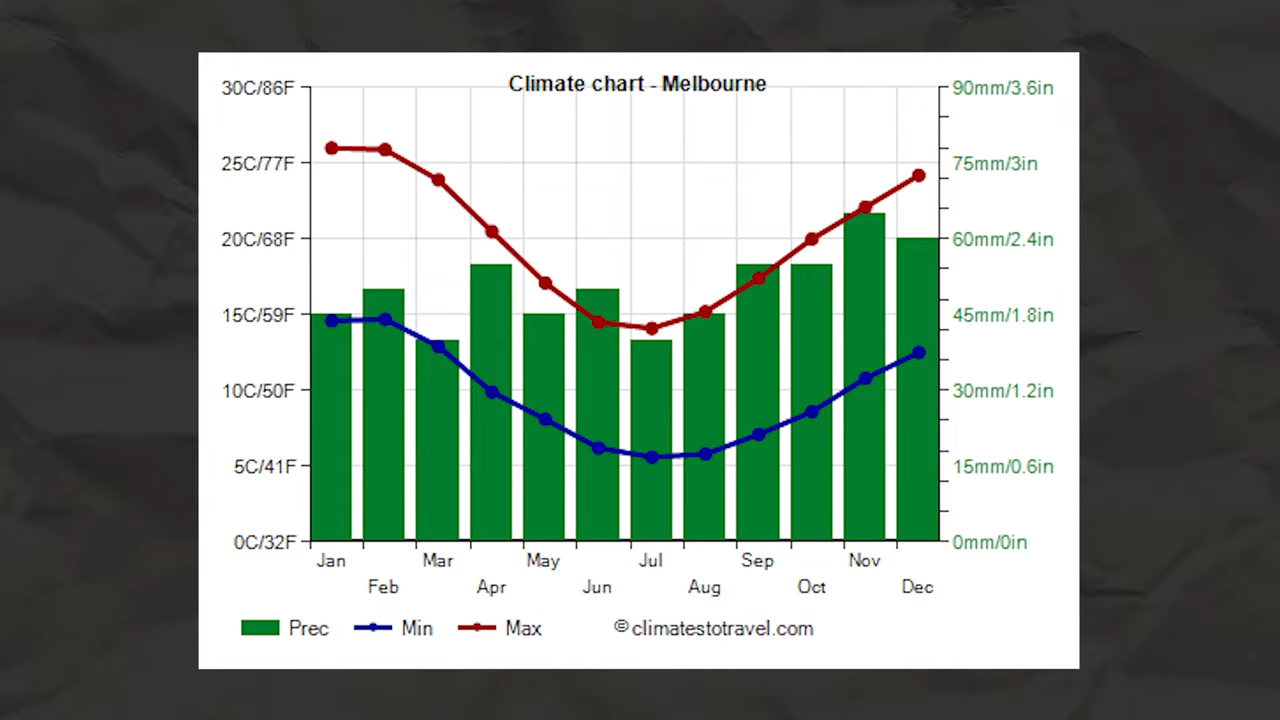 Climate chart - Melbourne
30C/86F
25C/77F
20C/68F
15C/59F
10C/50F
5C/41F
0C/32F
90mm/3.6in
75mm/3in
60mm/2.4in
45mm/1.8in
30mm/1.2in
15mm/0.6in
0mm/0in
Jan
Feb
Mar
Apr
May
Jun
Jul
Aug
Sep
Oct
Nov
Dec
Prec Min Max ©climatestotravel.com